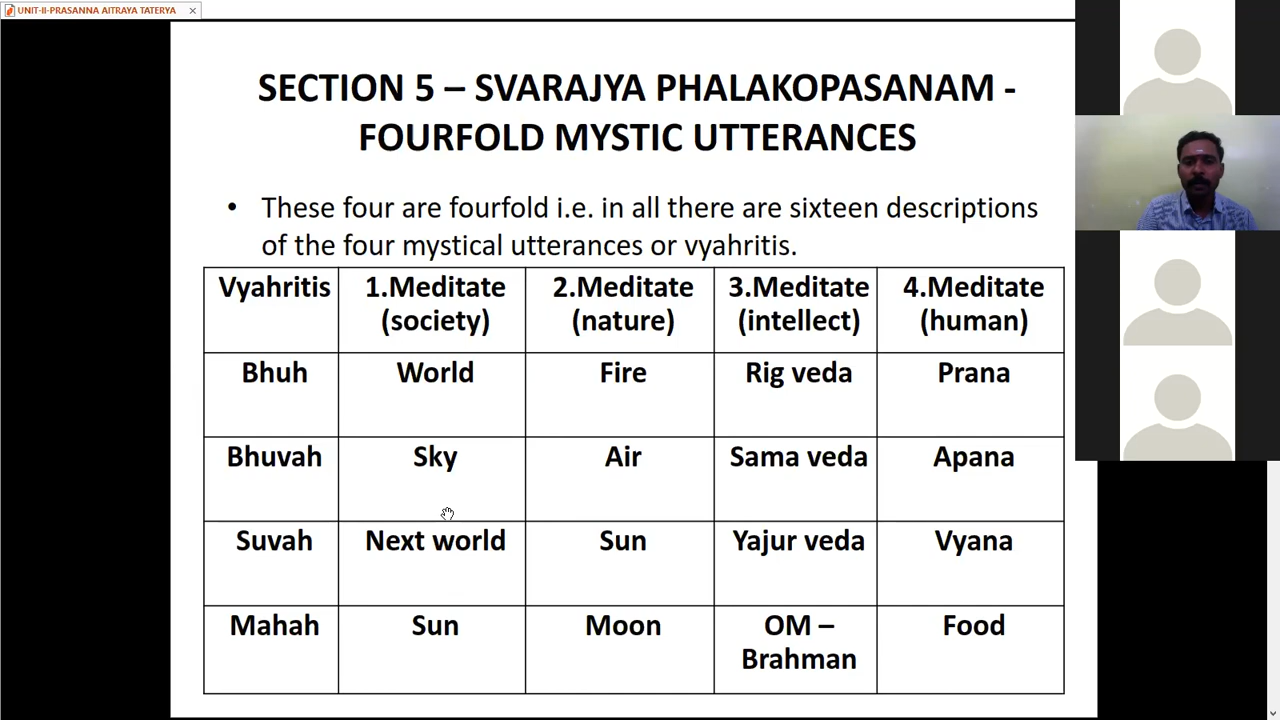 UNIT-II-PRASANNA AITRAYA TATERYA
SECTION 5 – SVARAJYA PHALAKOPASANAM -
FOURFOLD MYSTIC UTTERANCES
• These four are fourfold i.e. in all there are sixteen descriptions
of the four mystical utterances or vyahritis.
Vyahritis 1.Meditate 2.Meditate 3.Meditate 4.Meditate
(society) (nature) (intellect) (human)
Bhuh World Fire Rig veda Prana
Bhuvah Sky Air Sama veda Apana
Suvah Next world Sun Yajur veda Vyana
Mahah Sun Moon OM – Food
Brahman